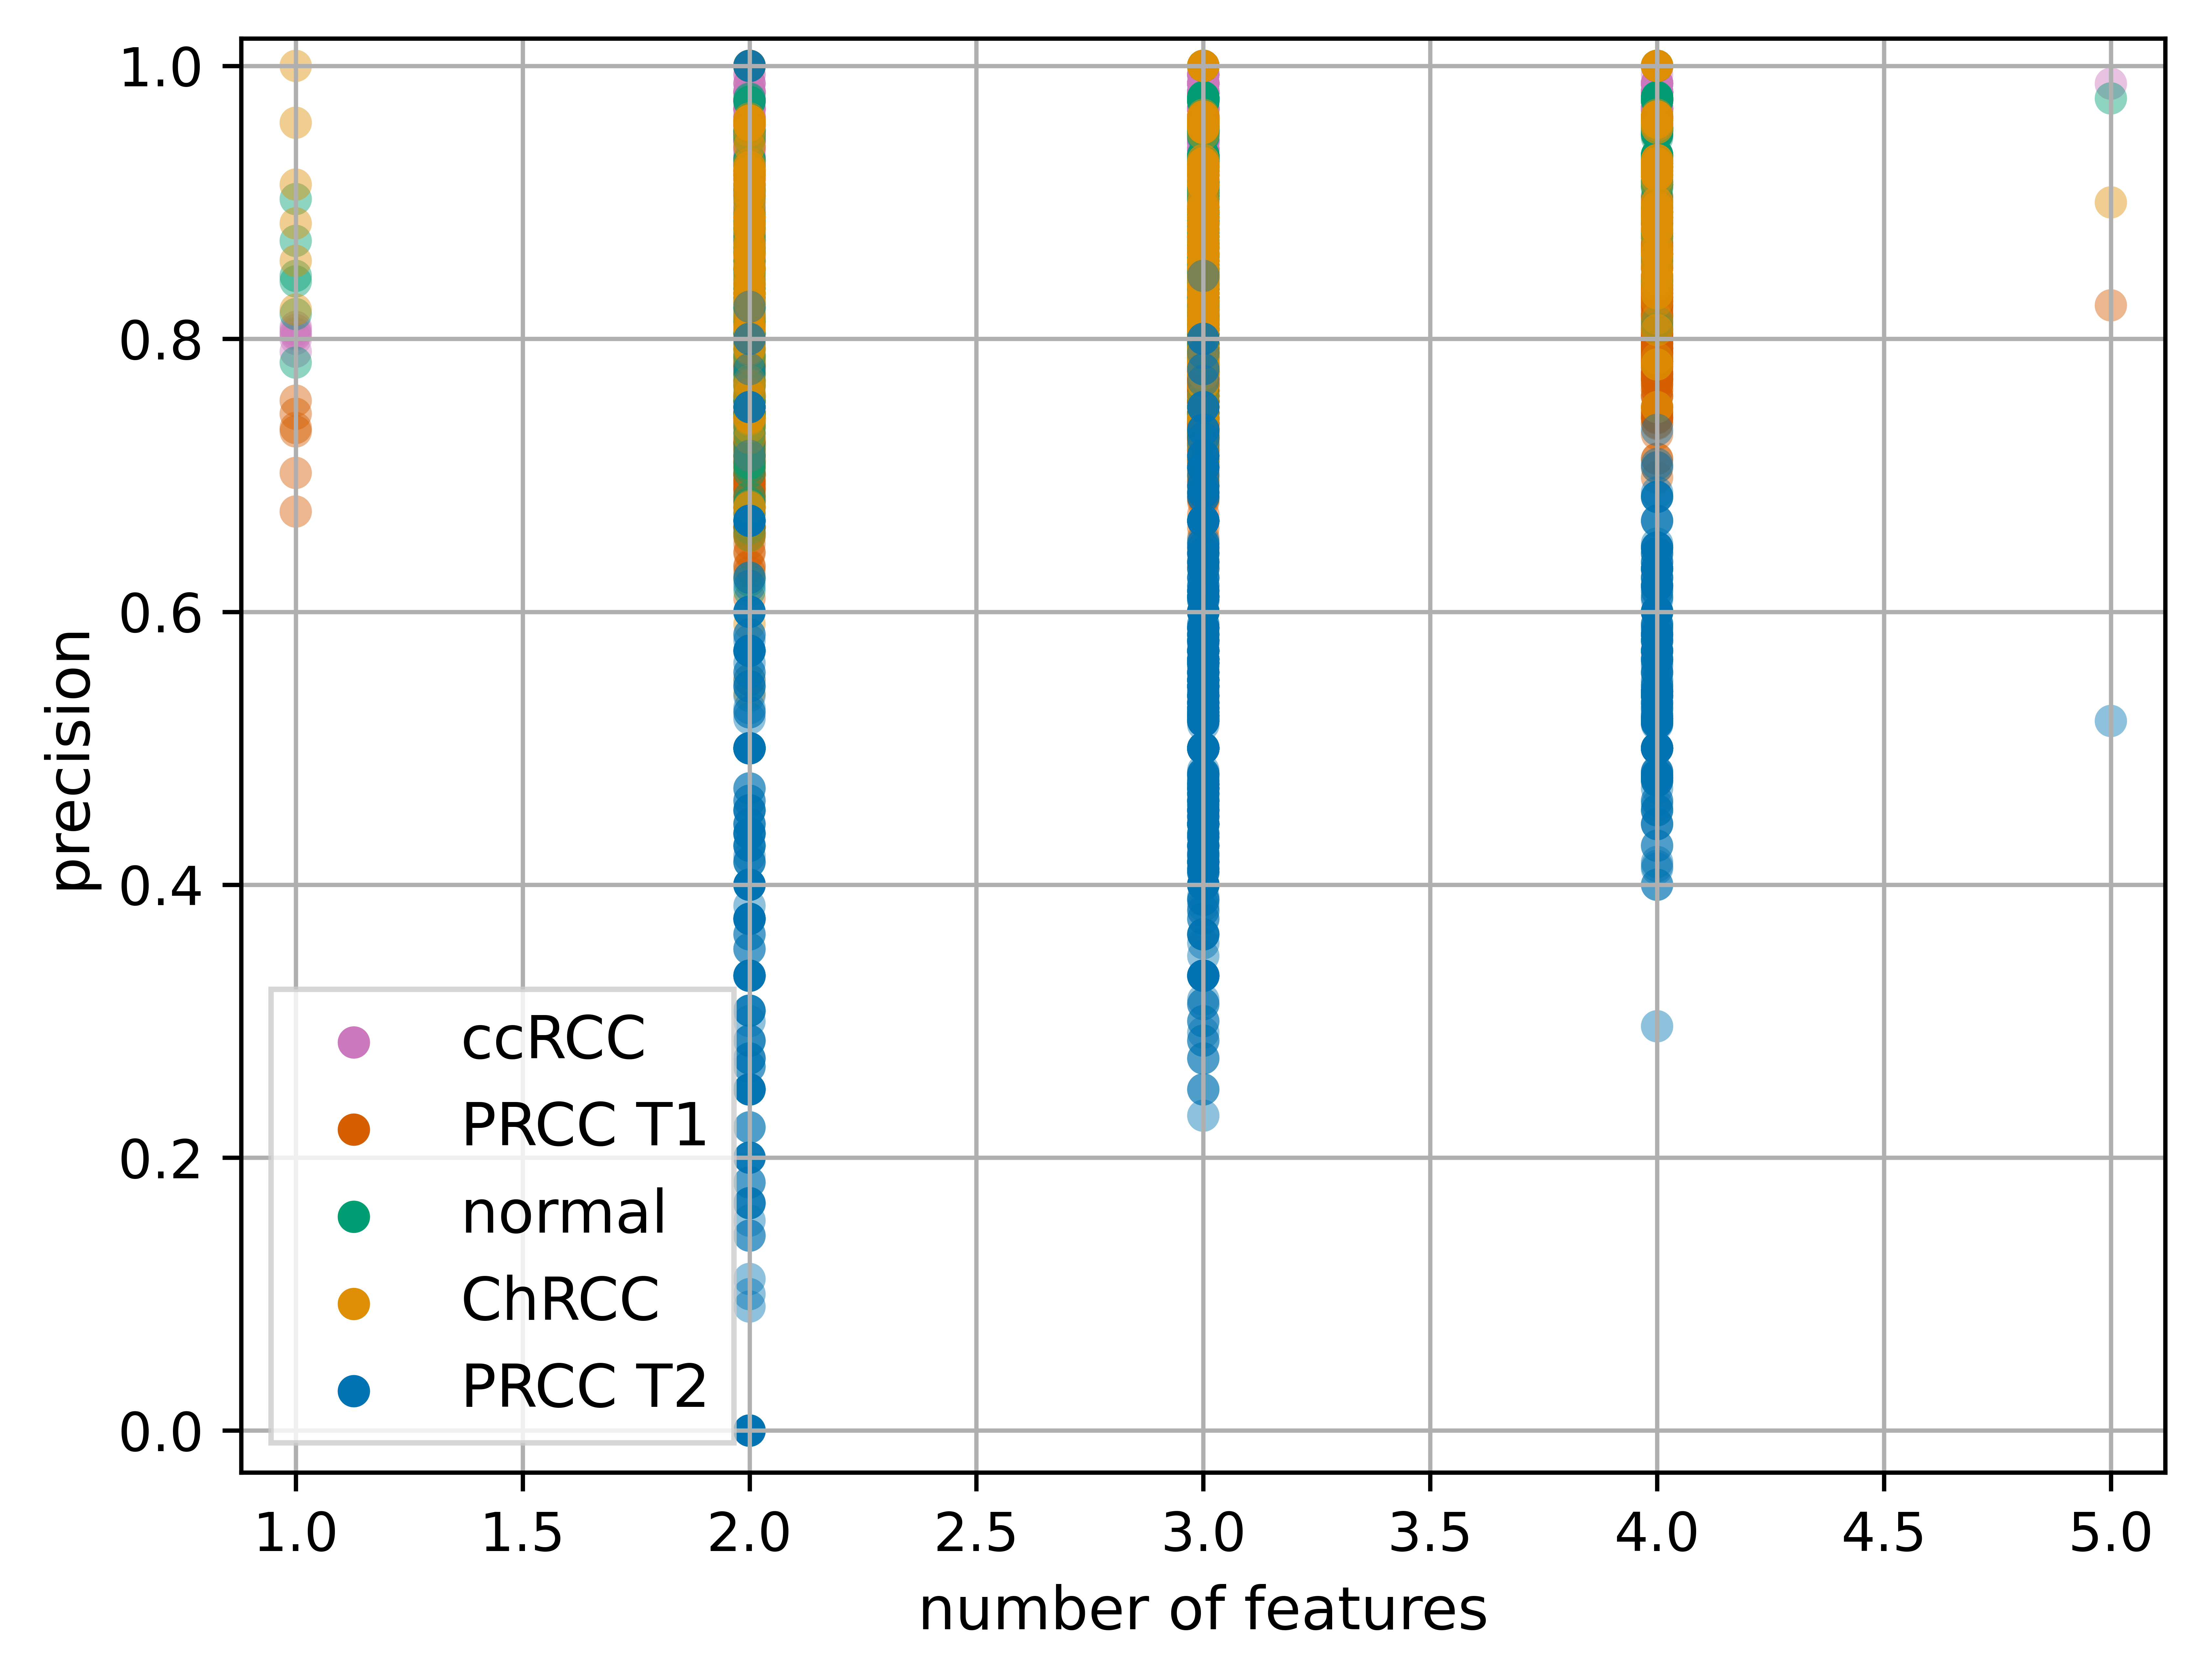 1.0
0.8
0.6
0.4
0.2
0.0
precision
ccRCC
PRCC T1
normal
ChRCC
PRCC T2
1.0 1.5 2.0 2.5 3.0 3.5 4.0 4.5 5.0
number of features